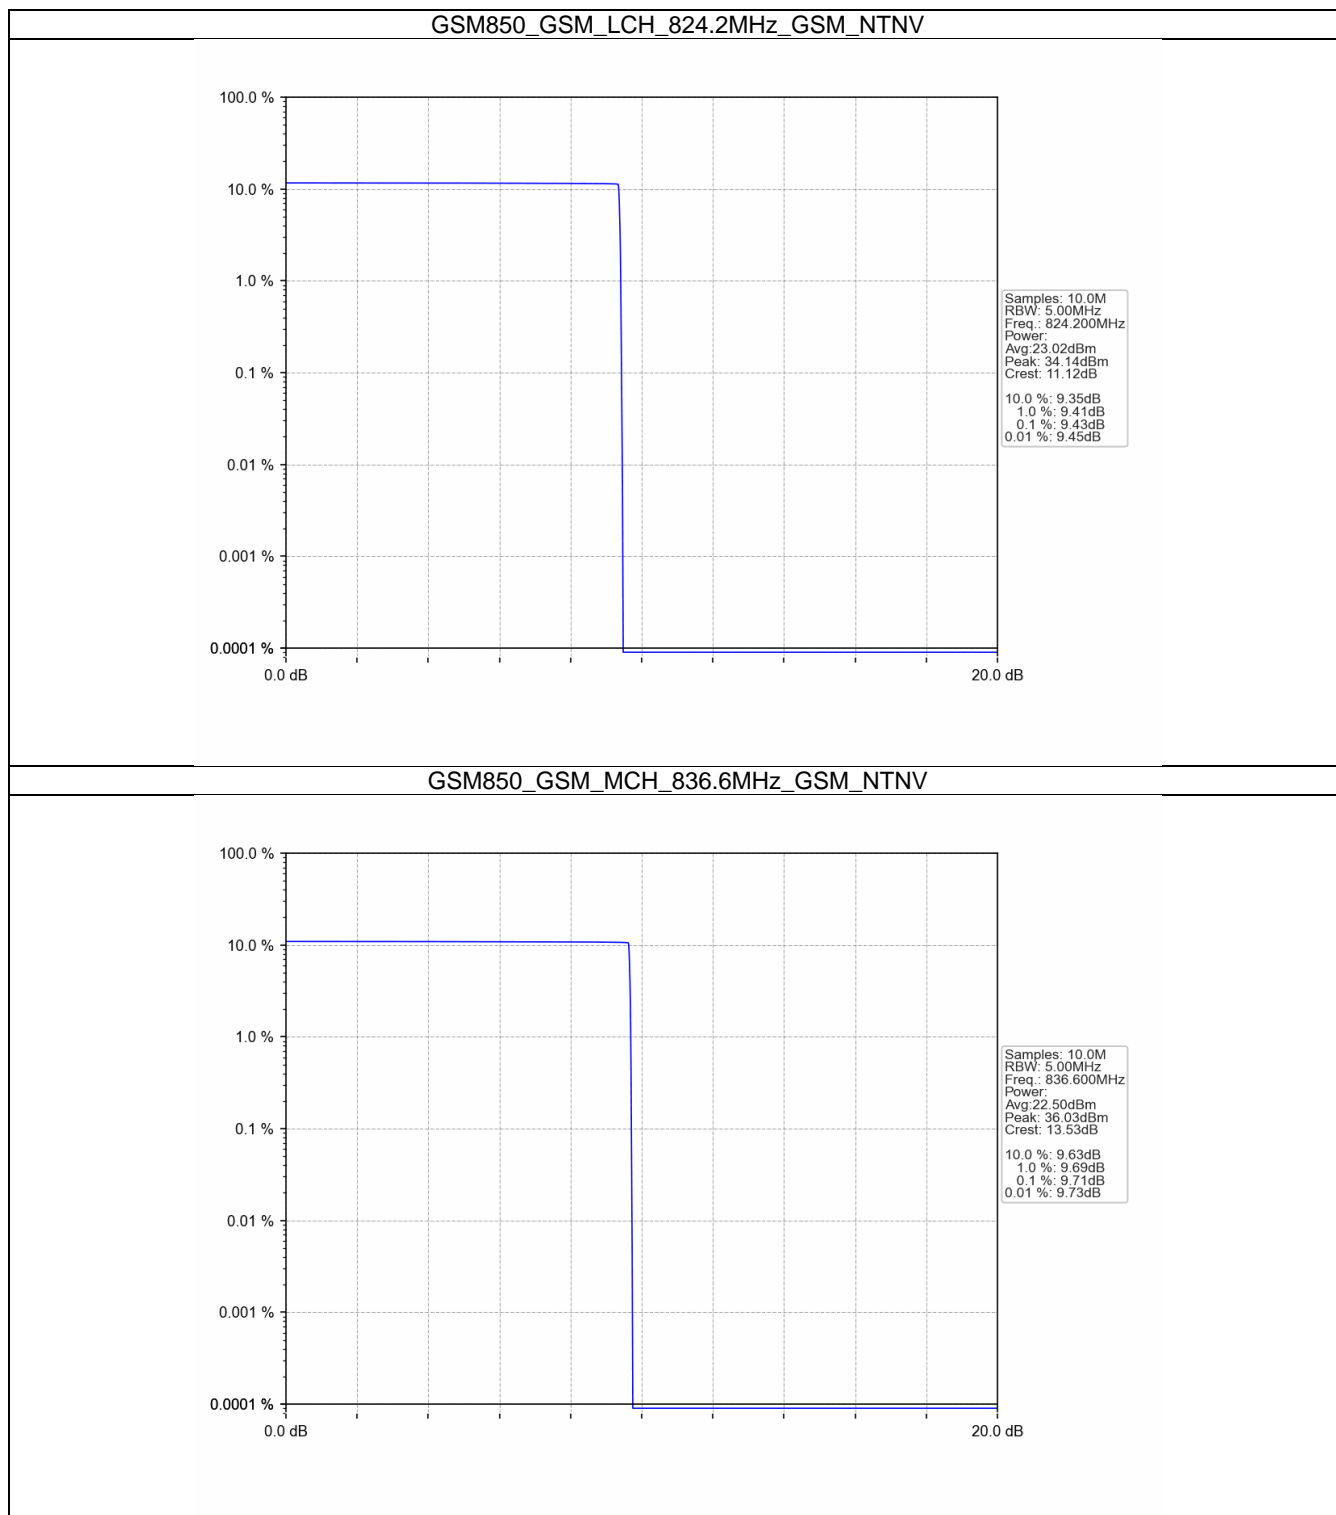 GSM850_GSM_LCH_824.2MHz_GSM_NTNV
100.0 %
10.0 %
1.0 %
0.1 %
0.01 %
0.001 %
0.0001 %
0.0 dB
20.0 dB
Samples: 10.0M
RBW: 5.00MHz
Freq.: 824.200MHz
Power:
Avg:23.02dBm
Peak: 34.14dBm
Crest: 11.12dB
10.0 %: 9.35dB
1.0 %: 9.41dB
0.1 %: 9.43dB
0.01 %: 9.45dB
GSM850_GSM_MCH_836.6MHz_GSM_NTNV
100.0 %
10.0 %
1.0 %
0.1 %
0.01 %
0.001 %
0.0001 %
0.0 dB
20.0 dB
Samples: 10.0M
RBW: 5.00MHz
Freq.: 836.600MHz
Power:
Avg:22.50dBm
Peak: 36.03dBm
Crest: 13.53dB
10.0 %: 9.63dB
1.0 %: 9.69dB
0.1 %: 9.71dB
0.01 %: 9.73dB